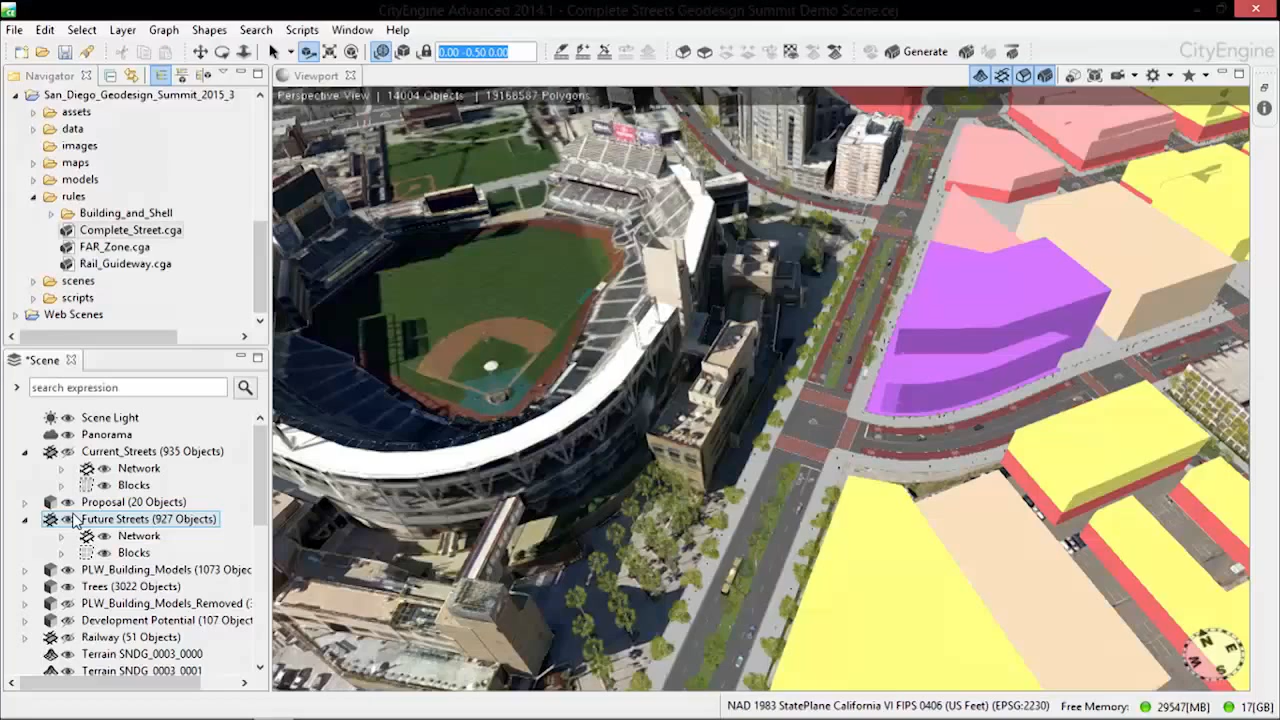 CityEngine Advanced 2014.1 - Complete Streets Geodesign Summit Demo Scene.cej
File Edit Select Layer Graph Shapes Search Scripts Window Help
0.00 -0.50 0.00
Generate
CityEngine
Navigator
Viewport
San_Diego_Geodesign_Summit_2015_3
assets
data
images
maps
models
rules
Building_and_Shell
Complete_Street.cga
FAR_Zone.cga
Rail_Guideway.cga
scenes
scripts
Web Scenes
Perspective View | 14004 Objects | 19168587 Polygons
*Scene
search expression
Scene Light
Panorama
Current_Streets (935 Objects)
Network
Blocks
Proposal (20 Objects)
Future Streets (927 Objects)
Network
Blocks
PLW_Building_Models (1073 Objec
Trees (3022 Objects)
PLW_Building_Models_Removed (
Development Potential (107 Object
Railway (51 Objects)
Terrain SNDG_0003_0000
Terrain SNDG_0003_0001
N
E
S
W
NAD 1983 StatePlane California VI FIPS 0406 (US Feet) (EPSG:2230) Free Memory: 29547[MB] 17[GB]